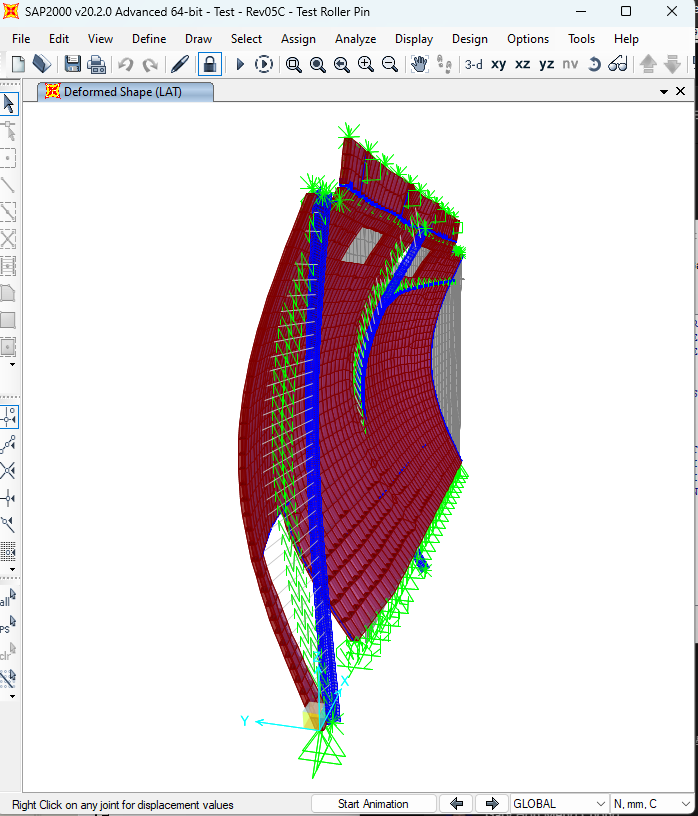 SAP2000 v20.2.0 Advanced 64-bit - Test - Rev05C - Test Roller Pin
File Edit View Define Draw Select Assign Analyze Display Design Options Tools Help
3-d xy xz yz nv
Deformed Shape (LAT)
all
PS
clr
X
Y
Right Click on any joint for displacement values
Start Animation
GLOBAL
N, mm, C